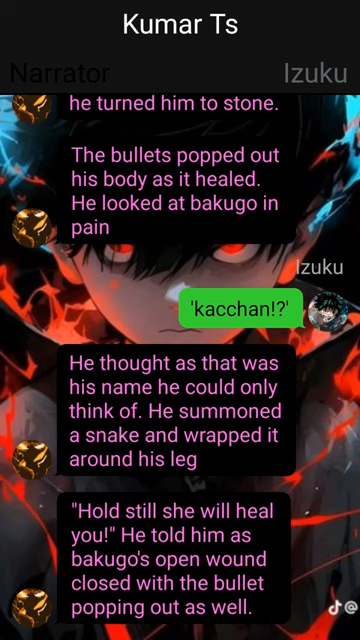 Kumar Ts
Narrator
Izuku
he turned him to stone.
The bullets popped out
his body as it healed.
He looked at bakugo in
pain
Izuku
'kacchan!?'
He thought as that was
his name he could only
think of. He summoned
a snake and wrapped it
around his leg
"Hold still she will heal
you!" He told him as
bakugo's open wound
closed with the bullet
popping out as well.
@